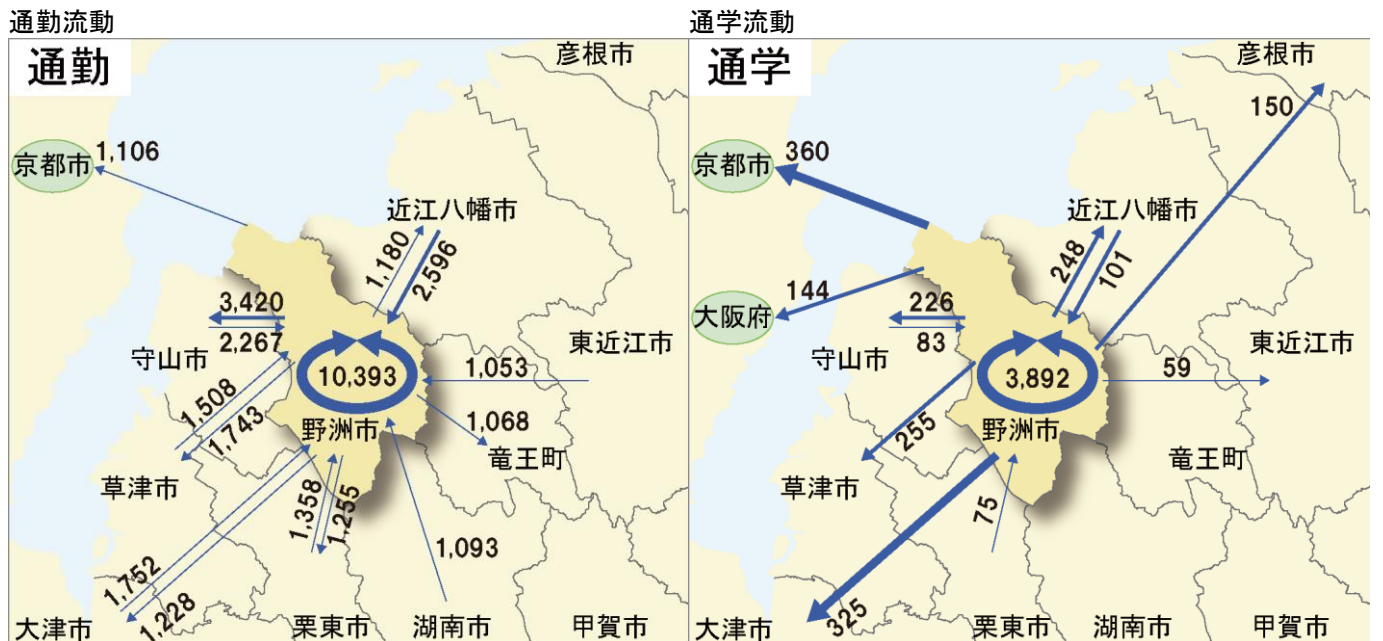 通勤流動
通勤
彦根市
1,106
京都市
近江八幡市
1,180
2,596
3,420
2,267
守山市
東近江市
10,393
1,053
1,508
1,743
1,068
野洲市
竜王町
草津市
1,358
1,255
1,093
1,752
1,228
大津市
栗東市
湖南市
甲賀市
通学流動
通学
彦根市
150
京都市
360
近江八幡市
248
101
大阪府
144
226
83
守山市
東近江市
3,892
59
255
野洲市
竜王町
草津市
75
325
大津市
栗東市
湖南市
甲賀市